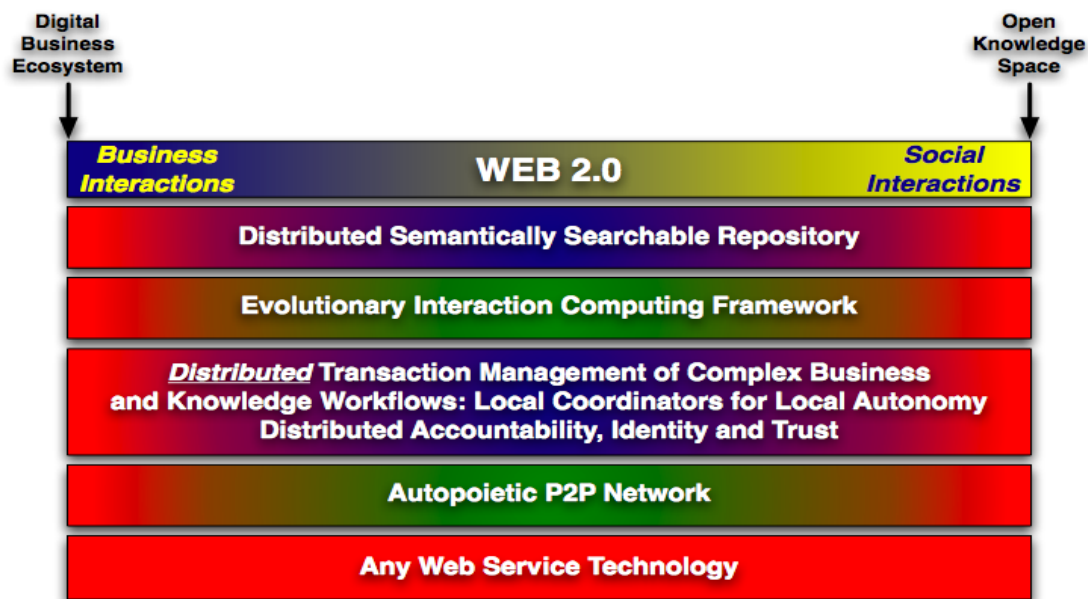 Digital
Business
Ecosystem
Open
Knowledge
Space
Business
Interactions
WEB 2.0
Social
Interactions
Distributed Semantically Searchable Repository
Evolutionary Interaction Computing Framework
Distributed Transaction Management of Complex Business
and Knowledge Workflows: Local Coordinators for Local Autonomy
Distributed Accountability, Identity and Trust
Autopoietic P2P Network
Any Web Service Technology